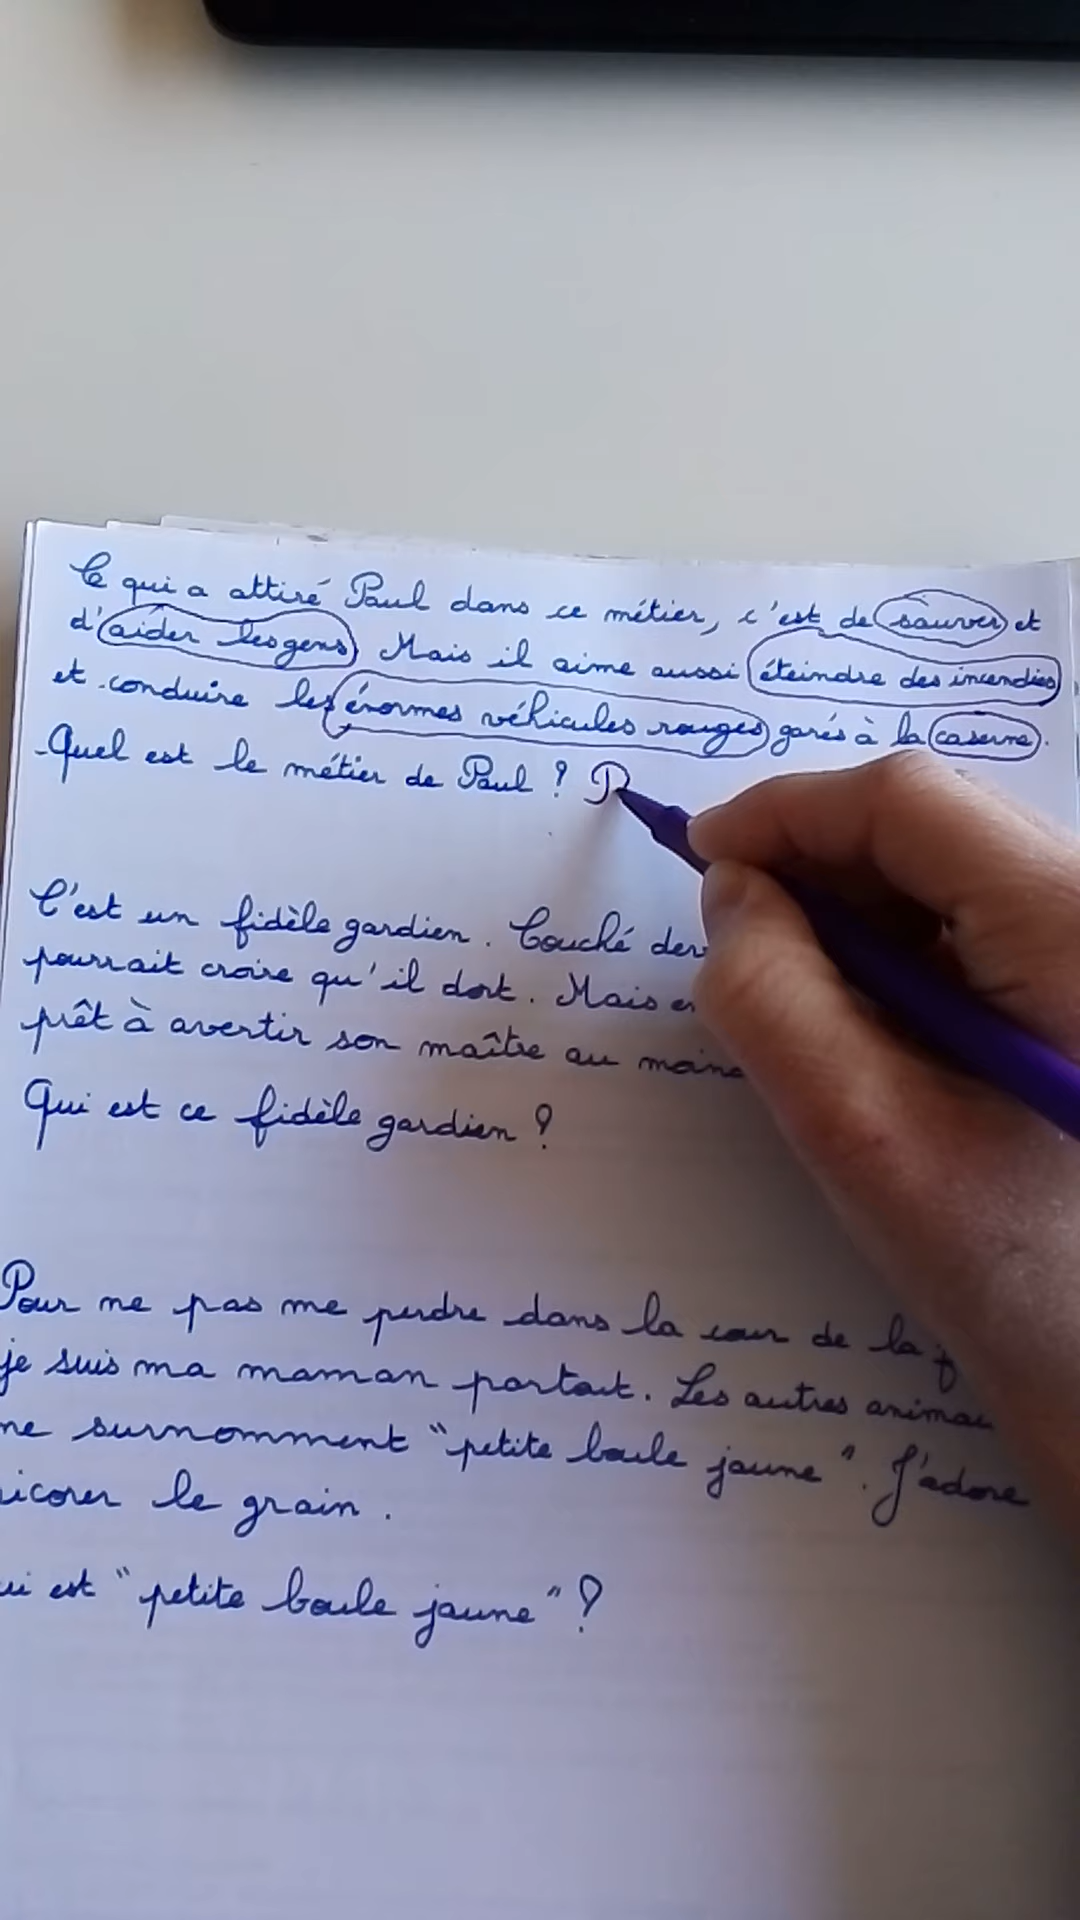 Ce qui a attiré Paul dans ce métier, c'est de sauver et
d'aider les gens. Mais il aime aussi éteindre des incendies
et conduire les énormes véhicules rouges garés à la caserne.
Quel est le métier de Paul ? P
C'est un fidèle gardien. Couché
pourrait croire qu'il dort. Mais
prêt à avertir son maître au
Qui est ce fidèle gardien ?
Pour ne pas me perdre dans la cour de la
je suis ma maman partout. Les autres
surnomment "petite boule jaune". J'adore
le grain.
est "petite boule jaune" ?